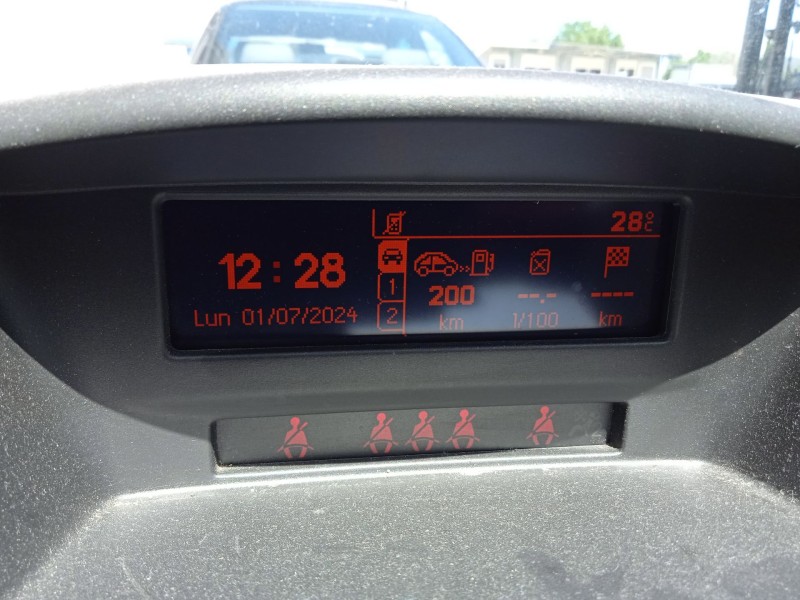 28°C
12:28
Lun 01/07/2024
1
2
200
km
--.-
l/100
----
km